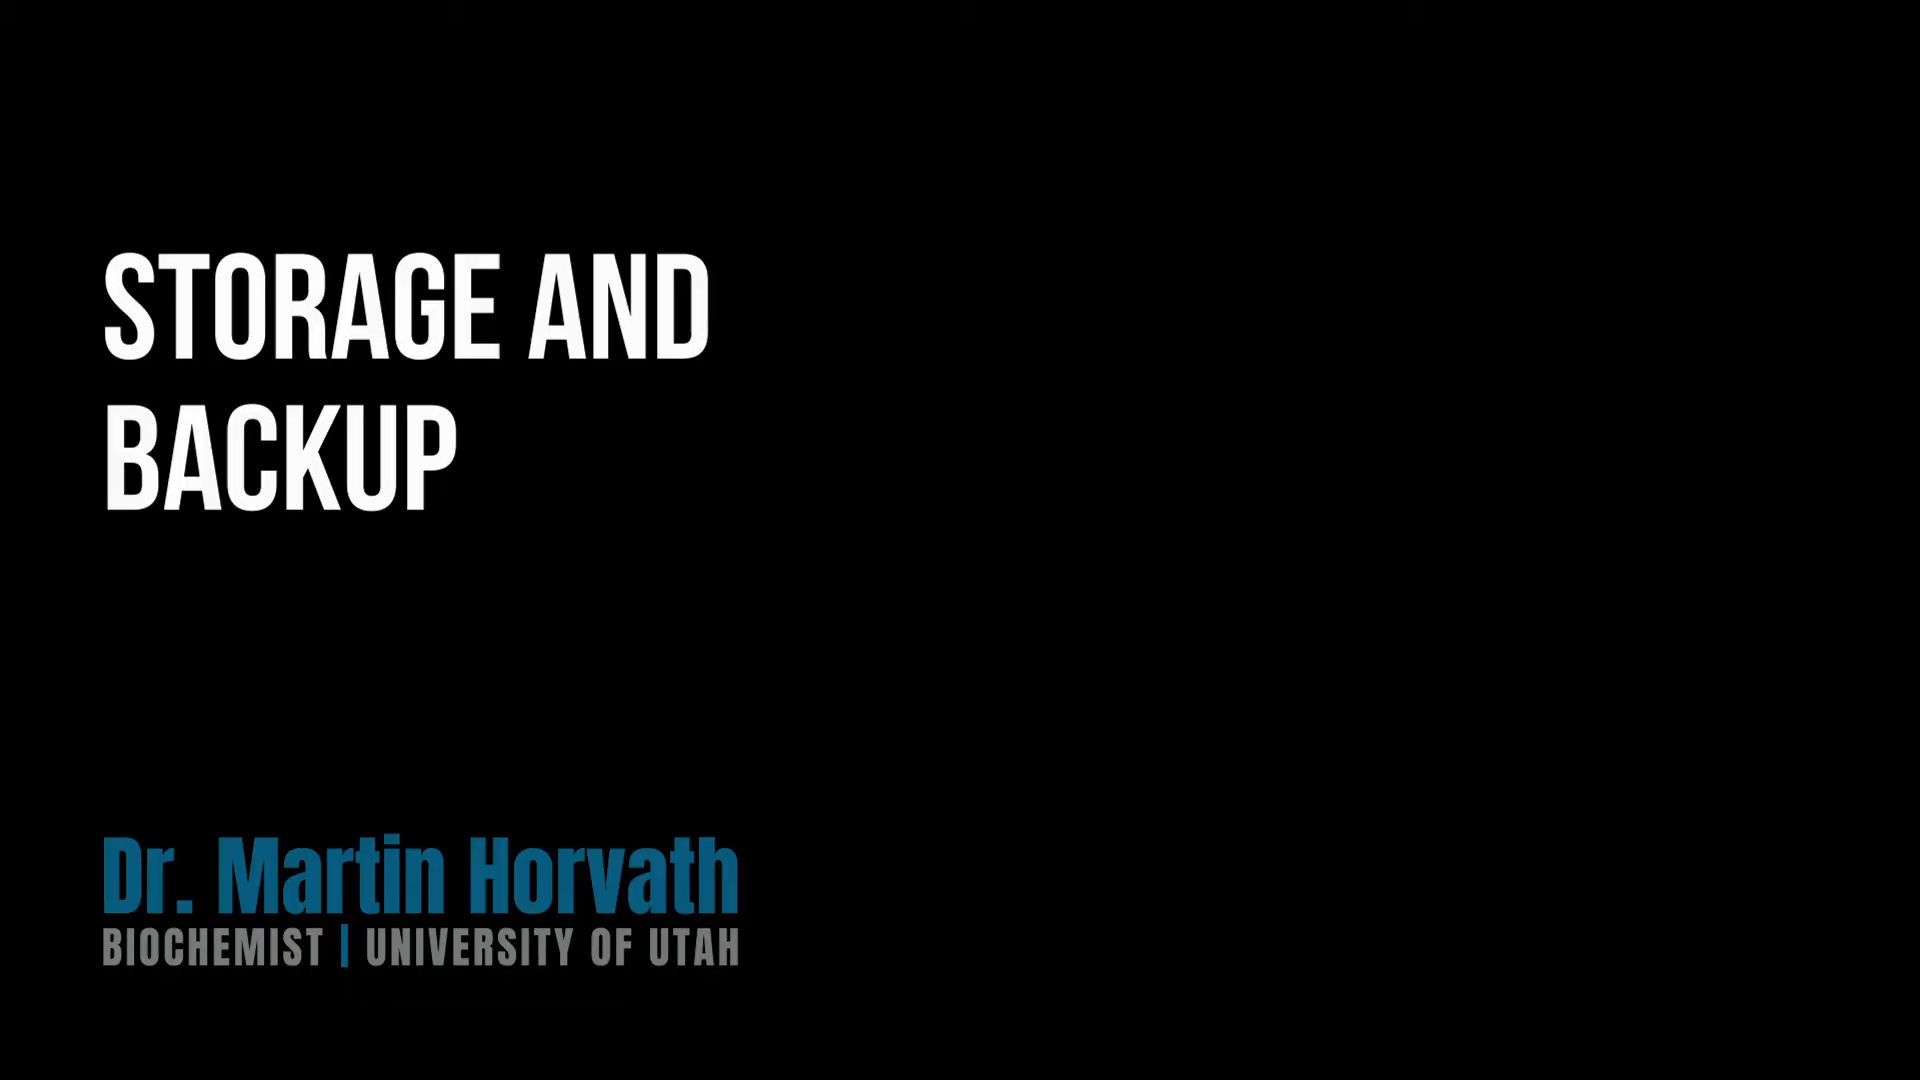 STORAGE AND
BACKUP
Dr. Martin Horvath
BIOCHEMIST | UNIVERSITY OF UTAH